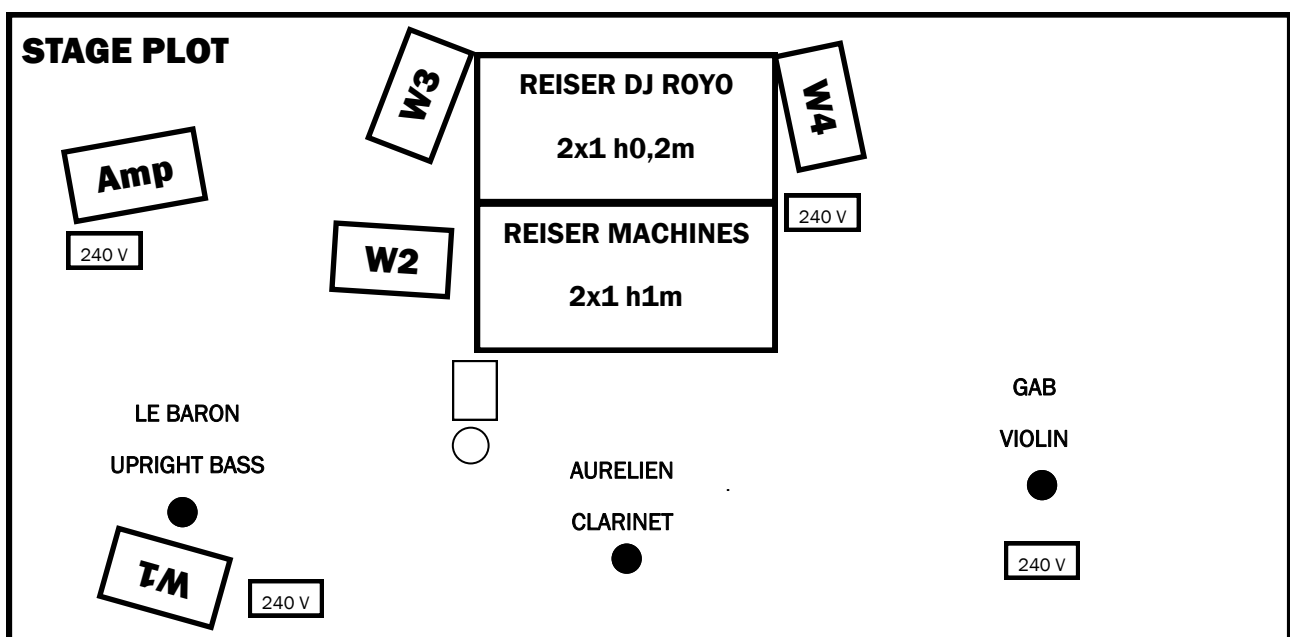 STAGE PLOT
W3
REISER DJ ROYO
2x1 h0,2m
W4
Amp
240 V
240 V
W2
REISER MACHINES
2x1 h1m
LE BARON
UPRIGHT BASS
GAB
VIOLIN
AURELIEN
CLARINET
W1
240 V
240 V